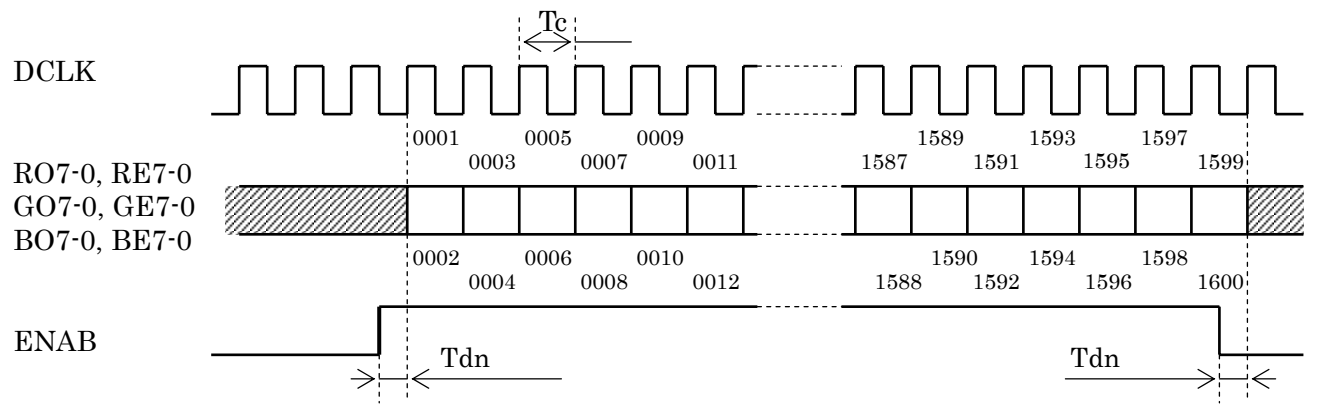 Tc
DCLK
0001 0005 0009 1589 1593 1597
0003 0007 0011 1587 1591 1595 1599
RO7-0, RE7-0
GO7-0, GE7-0
BO7-0, BE7-0
0002 0006 0010 1590 1594 1598
0004 0008 0012 1588 1592 1596 1600
ENAB
Tdn Tdn